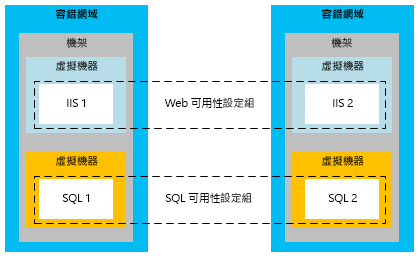 容錯網域
容錯網域
機架
機架
虛擬機器
虛擬機器
IIS 1
Web 可用性設定組
IIS 2
虛擬機器
虛擬機器
SQL 1
SQL 可用性設定組
SQL 2